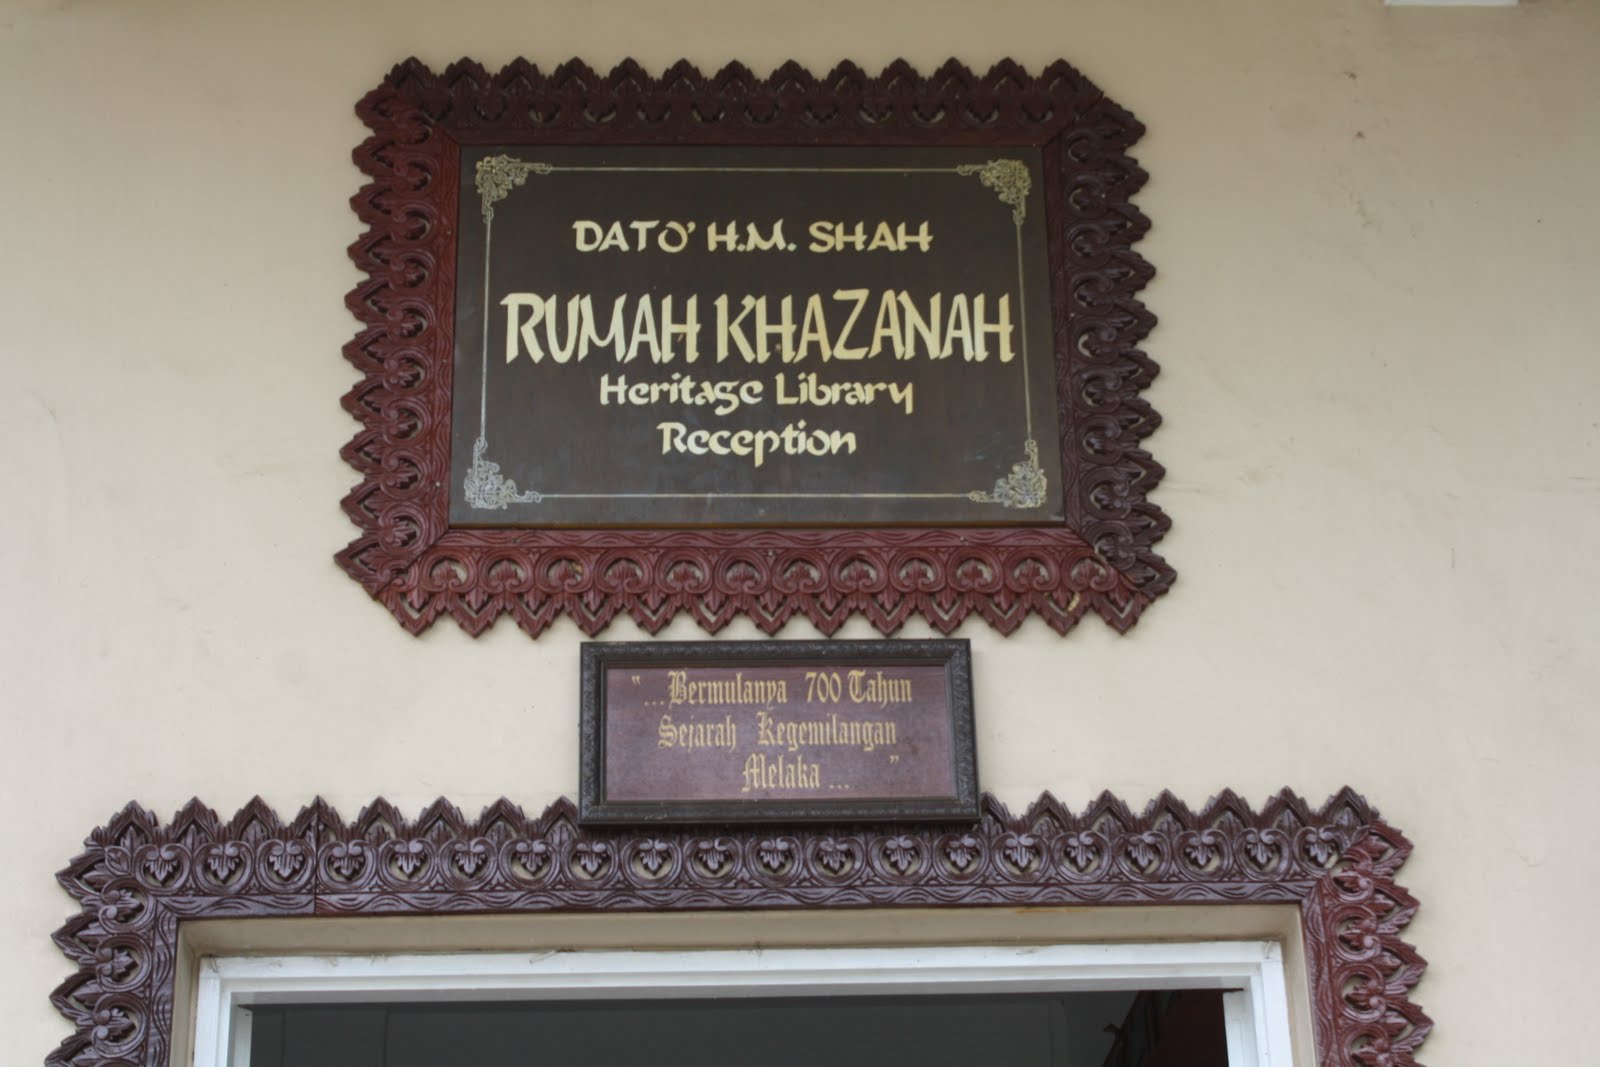 DATO' H.M. SHAH
RUMAH KHAZANAH
Heritage Library
Reception
"...Bermulanya 700 Tahun
Sejarah Kegemilangan
Melaka ... "